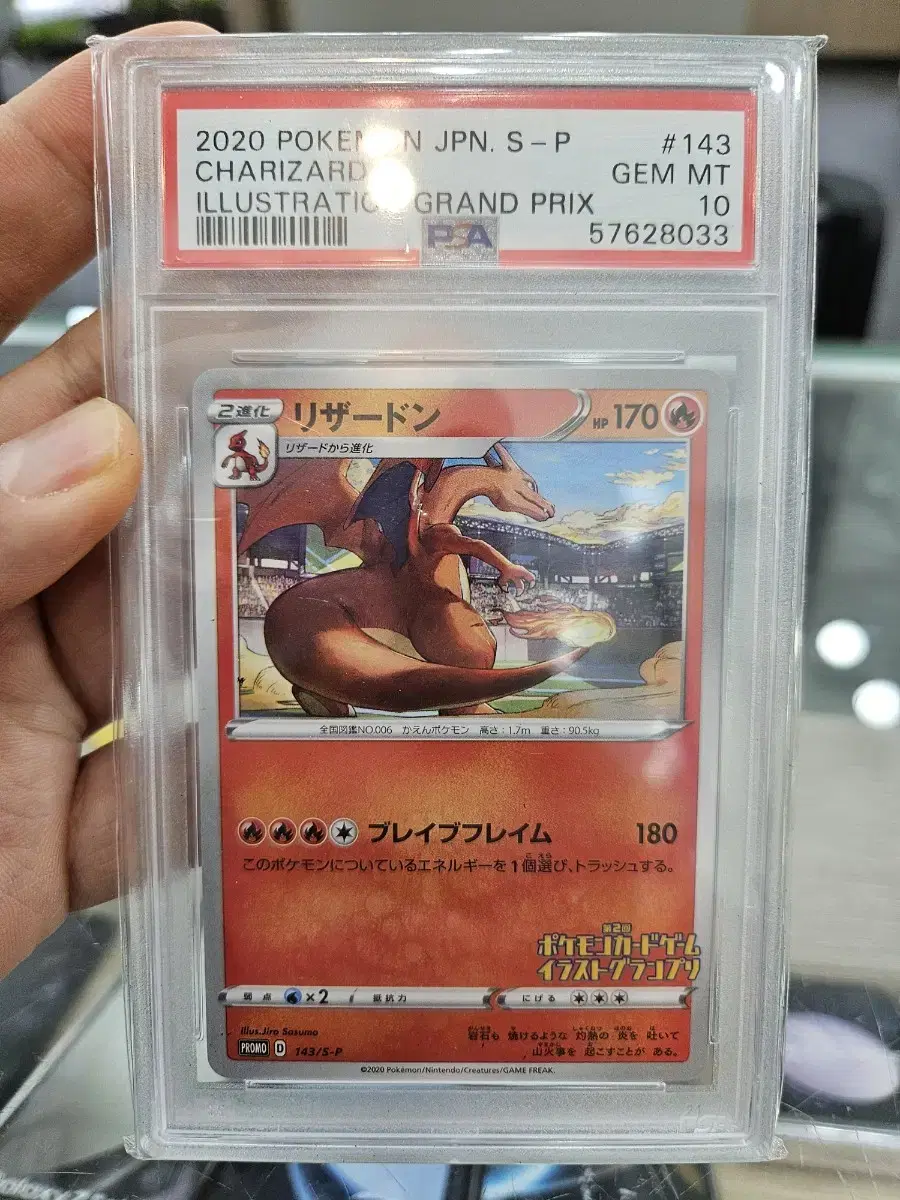 2020 POKEM N JPN. S-P #143
CHARIZARD GEM MT
ILLUSTRATIO GRAND PRIX 10
PSA 57628033
2進化 リザードン HP 170
リザードから進化
全国図鑑NO.006 かえんポケモン 高さ:1.7m 重さ:90.5kg
ブレイブフレイム 180
このポケモンについているエネルギーを1個選び、トラッシュする。
第2回
ポケモンカードゲーム
イラストグランプリ
弱点 ×2 抵抗力 にげる
illus.Jiro Sasumo
岩石も 焼けるような 灼熱の 炎を 吐いて
PROMO D 143/S-P 山火事を 起こすことが ある。
©2020 Pokémon/Nintendo/Creatures/GAME FREAK.